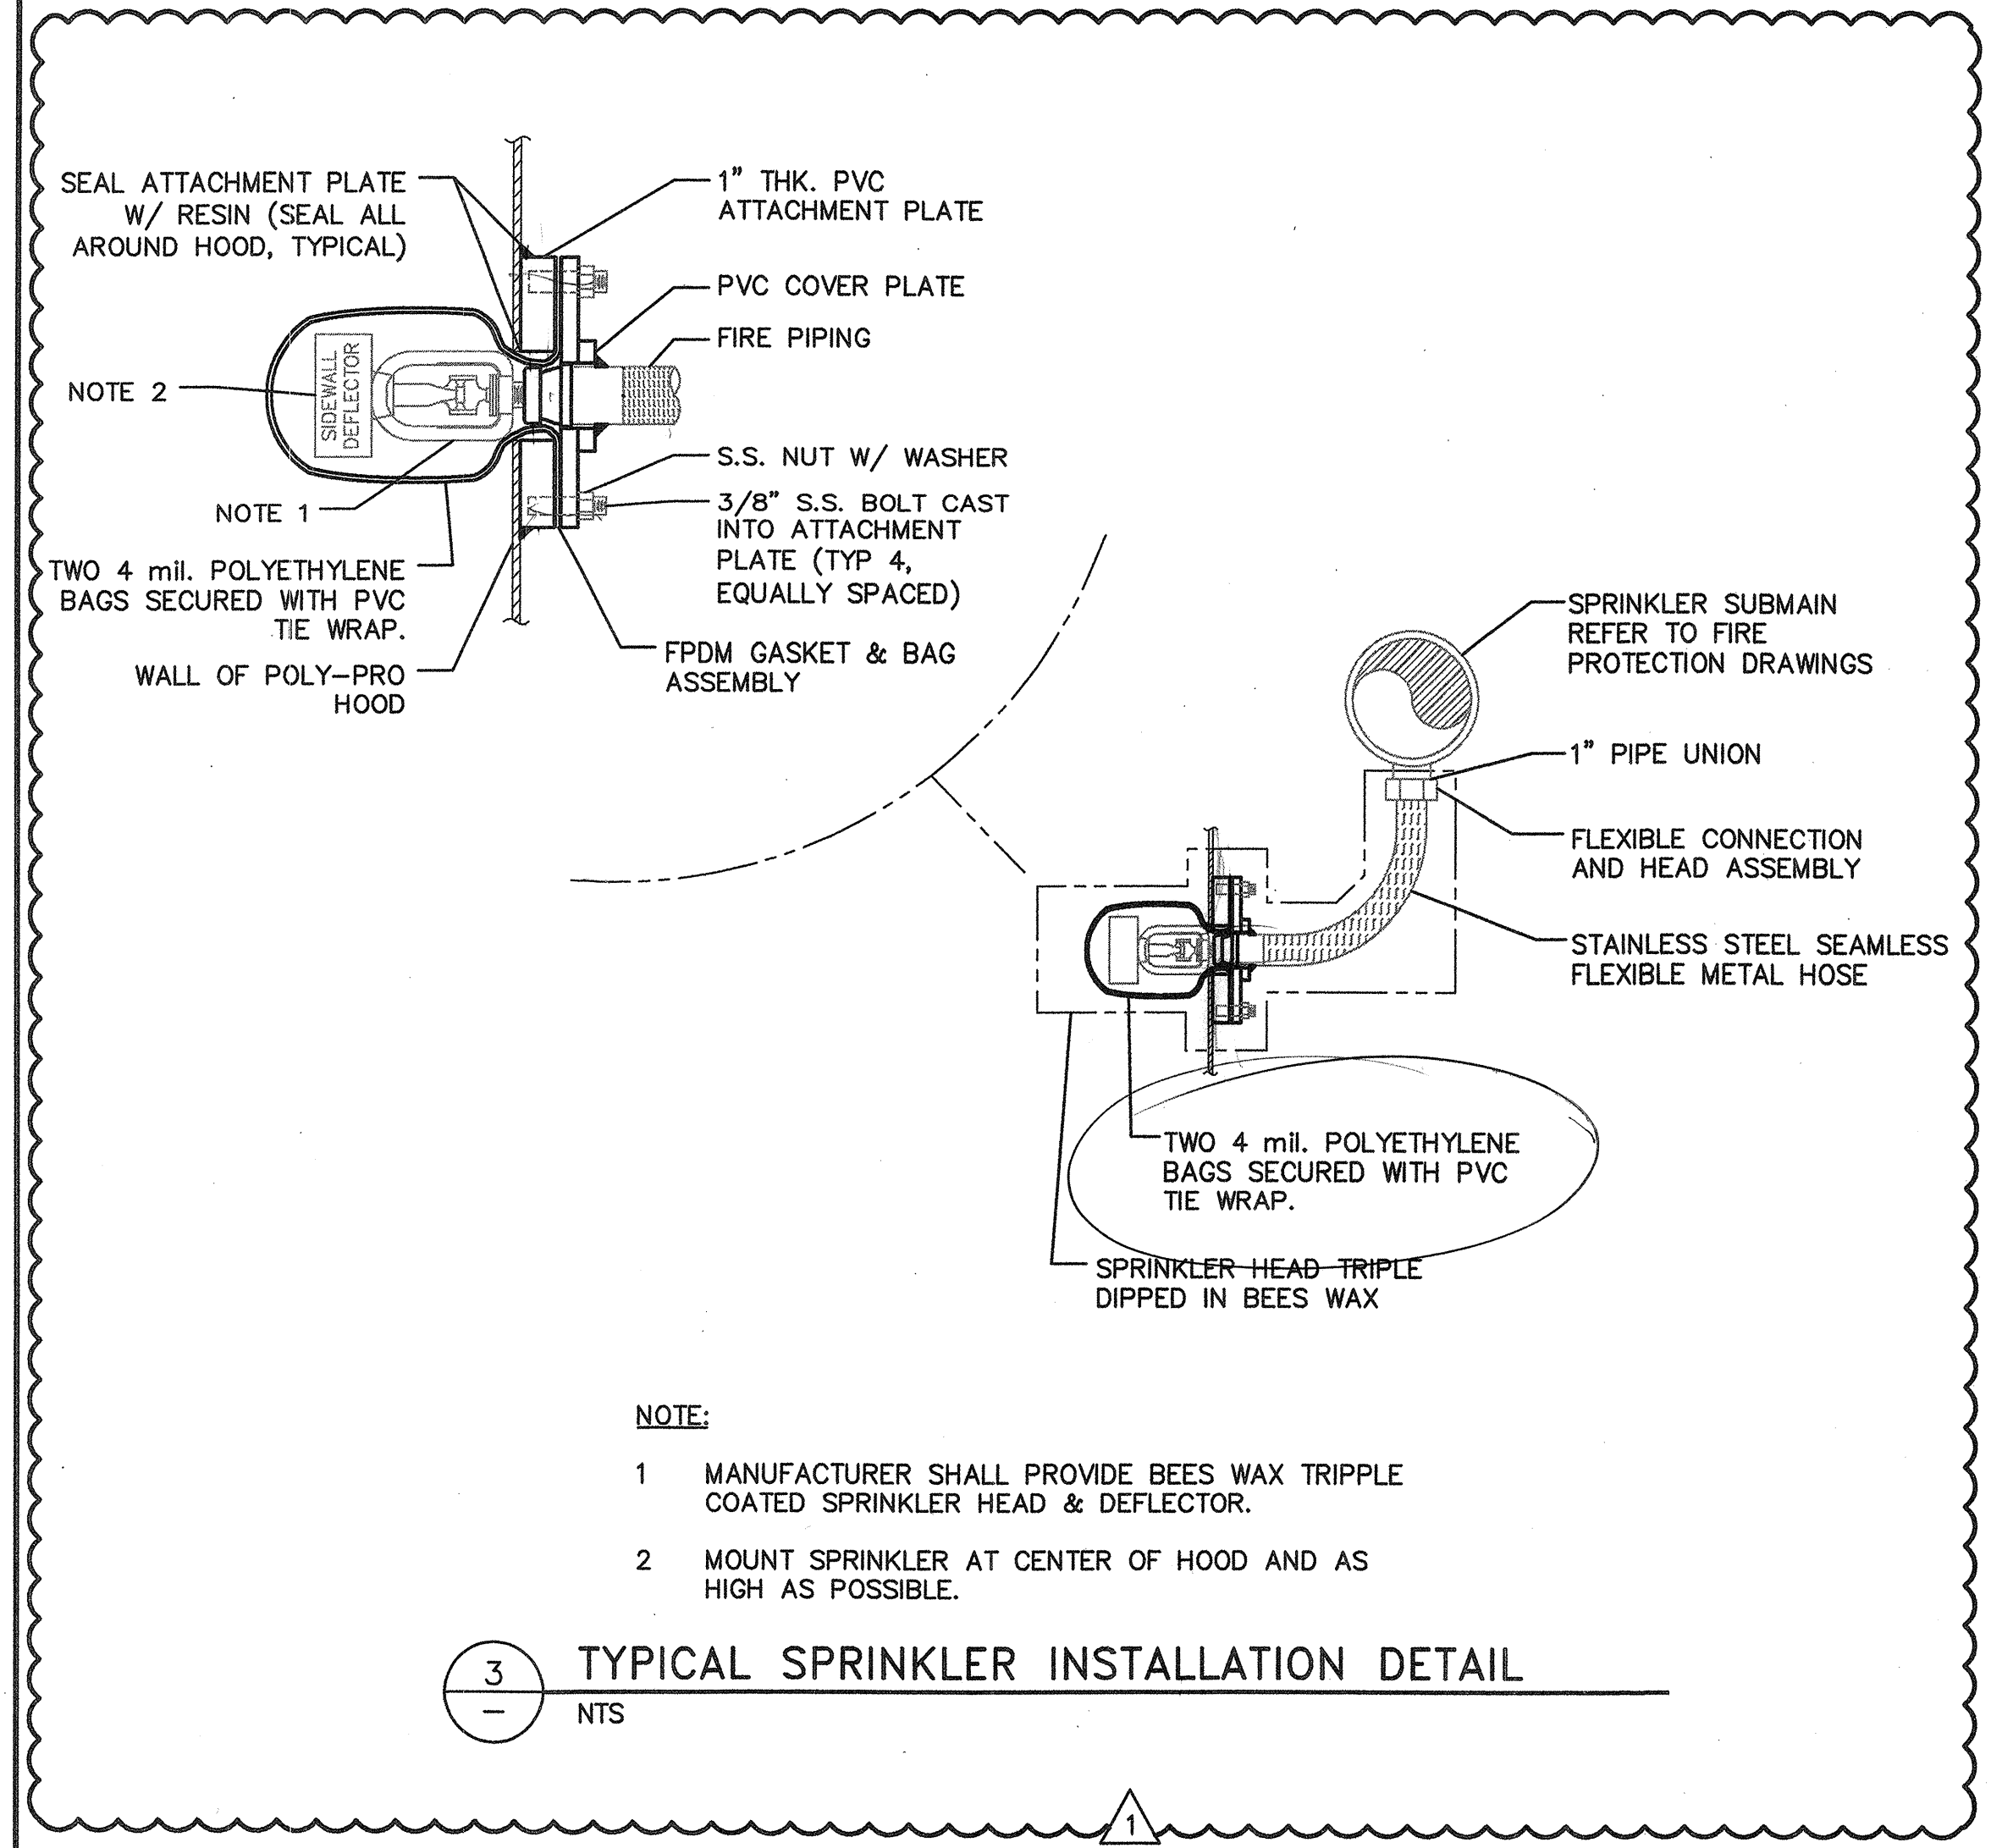 SEAL ATTACHMENT PLATE
W/ RESIN (SEAL ALL
AROUND HOOD, TYPICAL)
1" THK. PVC
ATTACHMENT PLATE
PVC COVER PLATE
FIRE PIPING
SIDEWALL
DEFLECTOR
NOTE 2
NOTE 1
S.S. NUT W/ WASHER
3/8" S.S. BOLT CAST
INTO ATTACHMENT
PLATE (TYP 4,
EQUALLY SPACED)
TWO 4 mil. POLYETHYLENE
BAGS SECURED WITH PVC
TIE WRAP.
WALL OF POLY-PRO
HOOD
FPDM GASKET & BAG
ASSEMBLY
SPRINKLER SUBMAIN
REFER TO FIRE
PROTECTION DRAWINGS
1" PIPE UNION
FLEXIBLE CONNECTION
AND HEAD ASSEMBLY
STAINLESS STEEL SEAMLESS
FLEXIBLE METAL HOSE
TWO 4 mil. POLYETHYLENE
BAGS SECURED WITH PVC
TIE WRAP.
SPRINKLER HEAD TRIPLE
DIPPED IN BEES WAX
NOTE:
1 MANUFACTURER SHALL PROVIDE BEES WAX TRIPPLE
COATED SPRINKLER HEAD & DEFLECTOR.
2 MOUNT SPRINKLER AT CENTER OF HOOD AND AS
HIGH AS POSSIBLE.
3
-
TYPICAL SPRINKLER INSTALLATION DETAIL
NTS
1